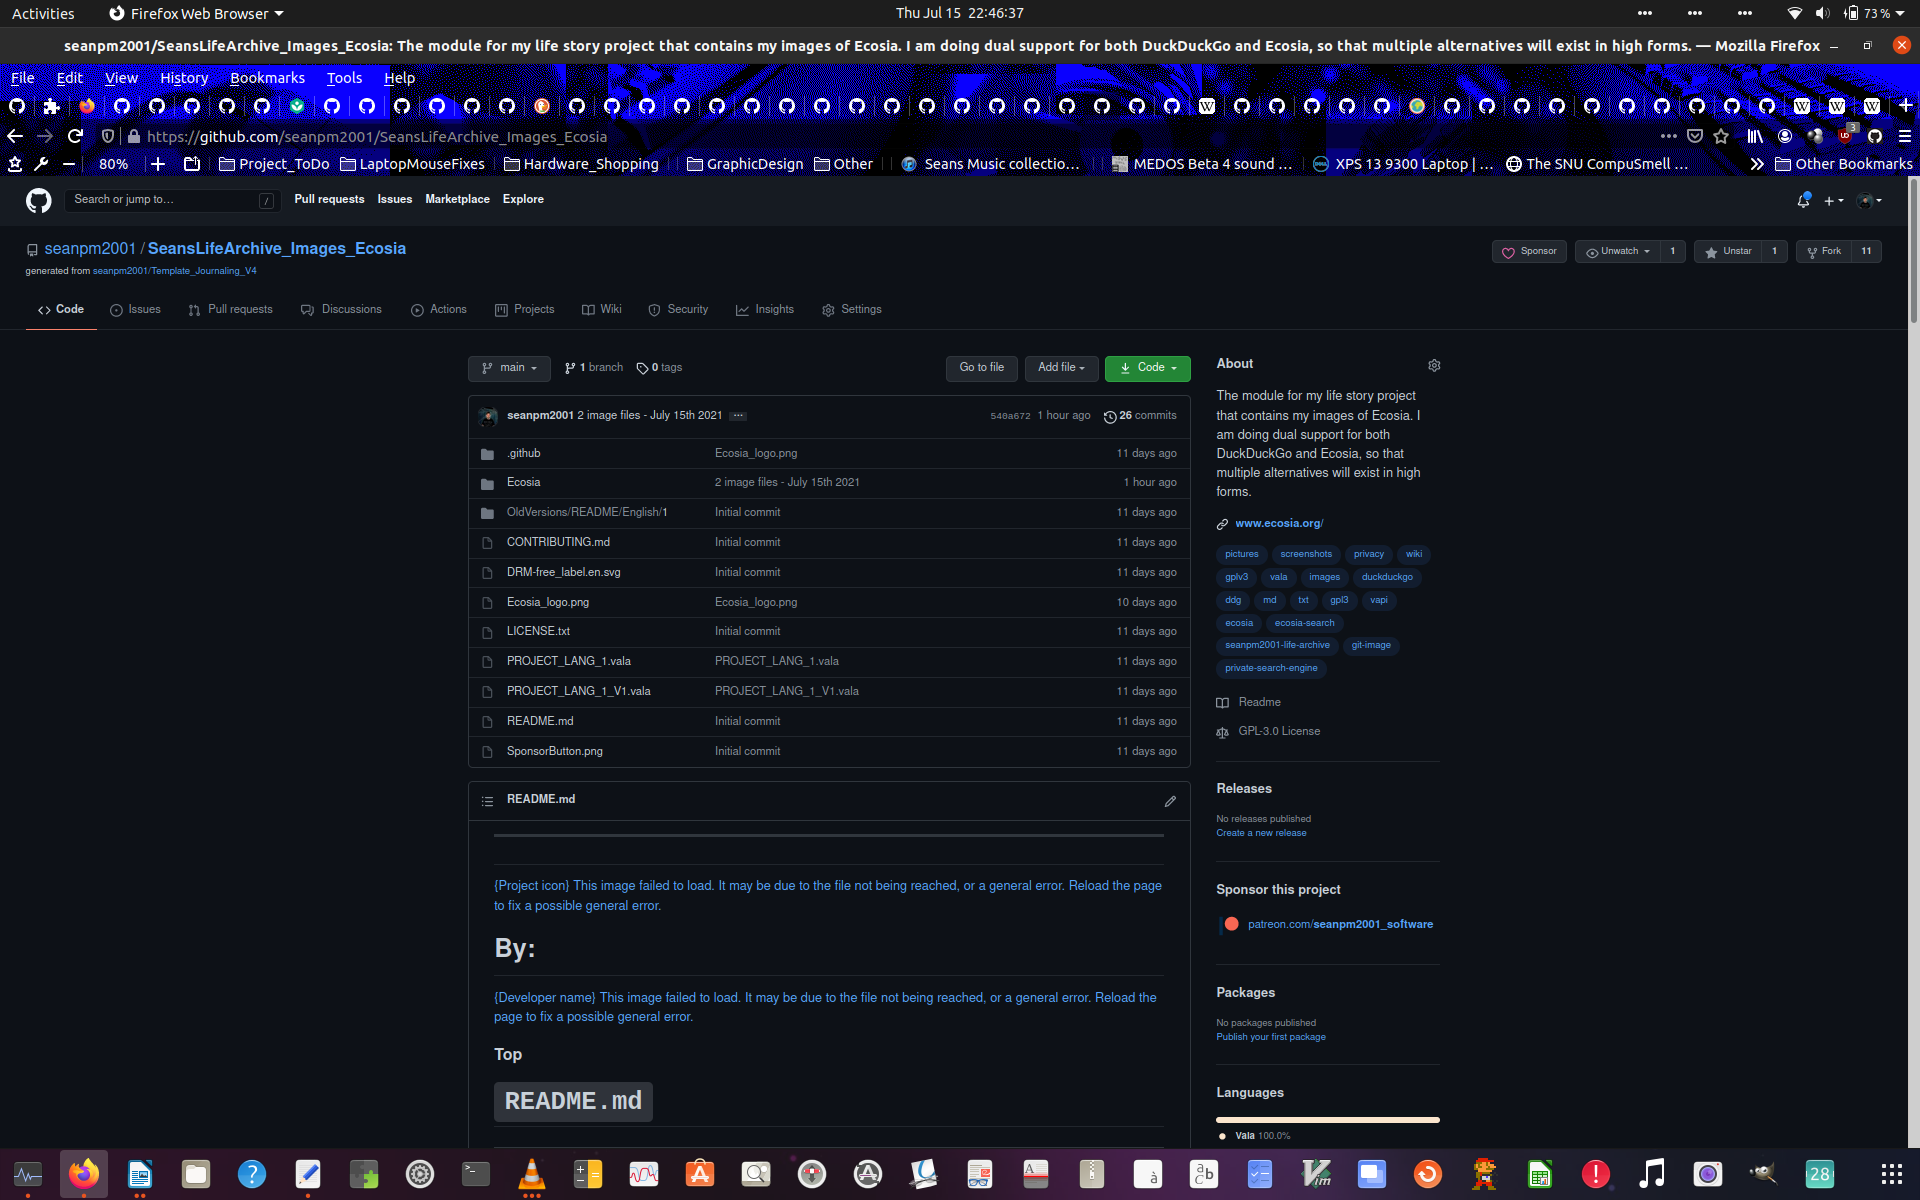 Activities Firefox Web Browser Thu Jul 15 22:46:37 73 %
seanpm2001/SeansLifeArchive_Images_Ecosia: The module for my life story project that contains my images of Ecosia. I am doing dual support for both DuckDuckGo and Ecosia, so that multiple alternatives will exist in high forms. — Mozilla Firefox
File Edit View History Bookmarks Tools Help
https://github.com/seanpm2001/SeansLifeArchive_Images_Ecosia 3
80% Project_ToDo LaptopMouseFixes Hardware_Shopping GraphicDesign Other Seans Music collectio… MEDOS Beta 4 sound … XPS 13 9300 Laptop | … The SNU CompuSmell … Other Bookmarks
Search or jump to… / Pull requests Issues Marketplace Explore
seanpm2001 / SeansLifeArchive_Images_Ecosia Sponsor Unwatch 1 Unstar 1 Fork 11
generated from seanpm2001/Template_Journaling_V4
Code Issues Pull requests Discussions Actions Projects Wiki Security Insights Settings
main 1 branch 0 tags Go to file Add file Code
seanpm2001 2 image files - July 15th 2021 ... 540a672 1 hour ago 26 commits
.github Ecosia_logo.png 11 days ago
Ecosia 2 image files - July 15th 2021 1 hour ago
OldVersions/README/English/1 Initial commit 11 days ago
CONTRIBUTING.md Initial commit 11 days ago
DRM-free_label.en.svg Initial commit 11 days ago
Ecosia_logo.png Ecosia_logo.png 10 days ago
LICENSE.txt Initial commit 11 days ago
PROJECT_LANG_1.vala PROJECT_LANG_1.vala 11 days ago
PROJECT_LANG_1_V1.vala PROJECT_LANG_1_V1.vala 11 days ago
README.md Initial commit 11 days ago
SponsorButton.png Initial commit 11 days ago
README.md
{Project icon} This image failed to load. It may be due to the file not being reached, or a general error. Reload the page
to fix a possible general error.
By:
{Developer name} This image failed to load. It may be due to the file not being reached, or a general error. Reload the
page to fix a possible general error.
Top
README.md
About
The module for my life story project
that contains my images of Ecosia. I
am doing dual support for both
DuckDuckGo and Ecosia, so that
multiple alternatives will exist in high
forms.
www.ecosia.org/
pictures screenshots privacy wiki
gplv3 vala images duckduckgo
ddg md txt gpl3 vapi
ecosia ecosia-search
seanpm2001-life-archive git-image
private-search-engine
Readme
GPL-3.0 License
Releases
No releases published
Create a new release
Sponsor this project
patreon.com/seanpm2001_software
Packages
No packages published
Publish your first package
Languages
Vala 100.0%
28